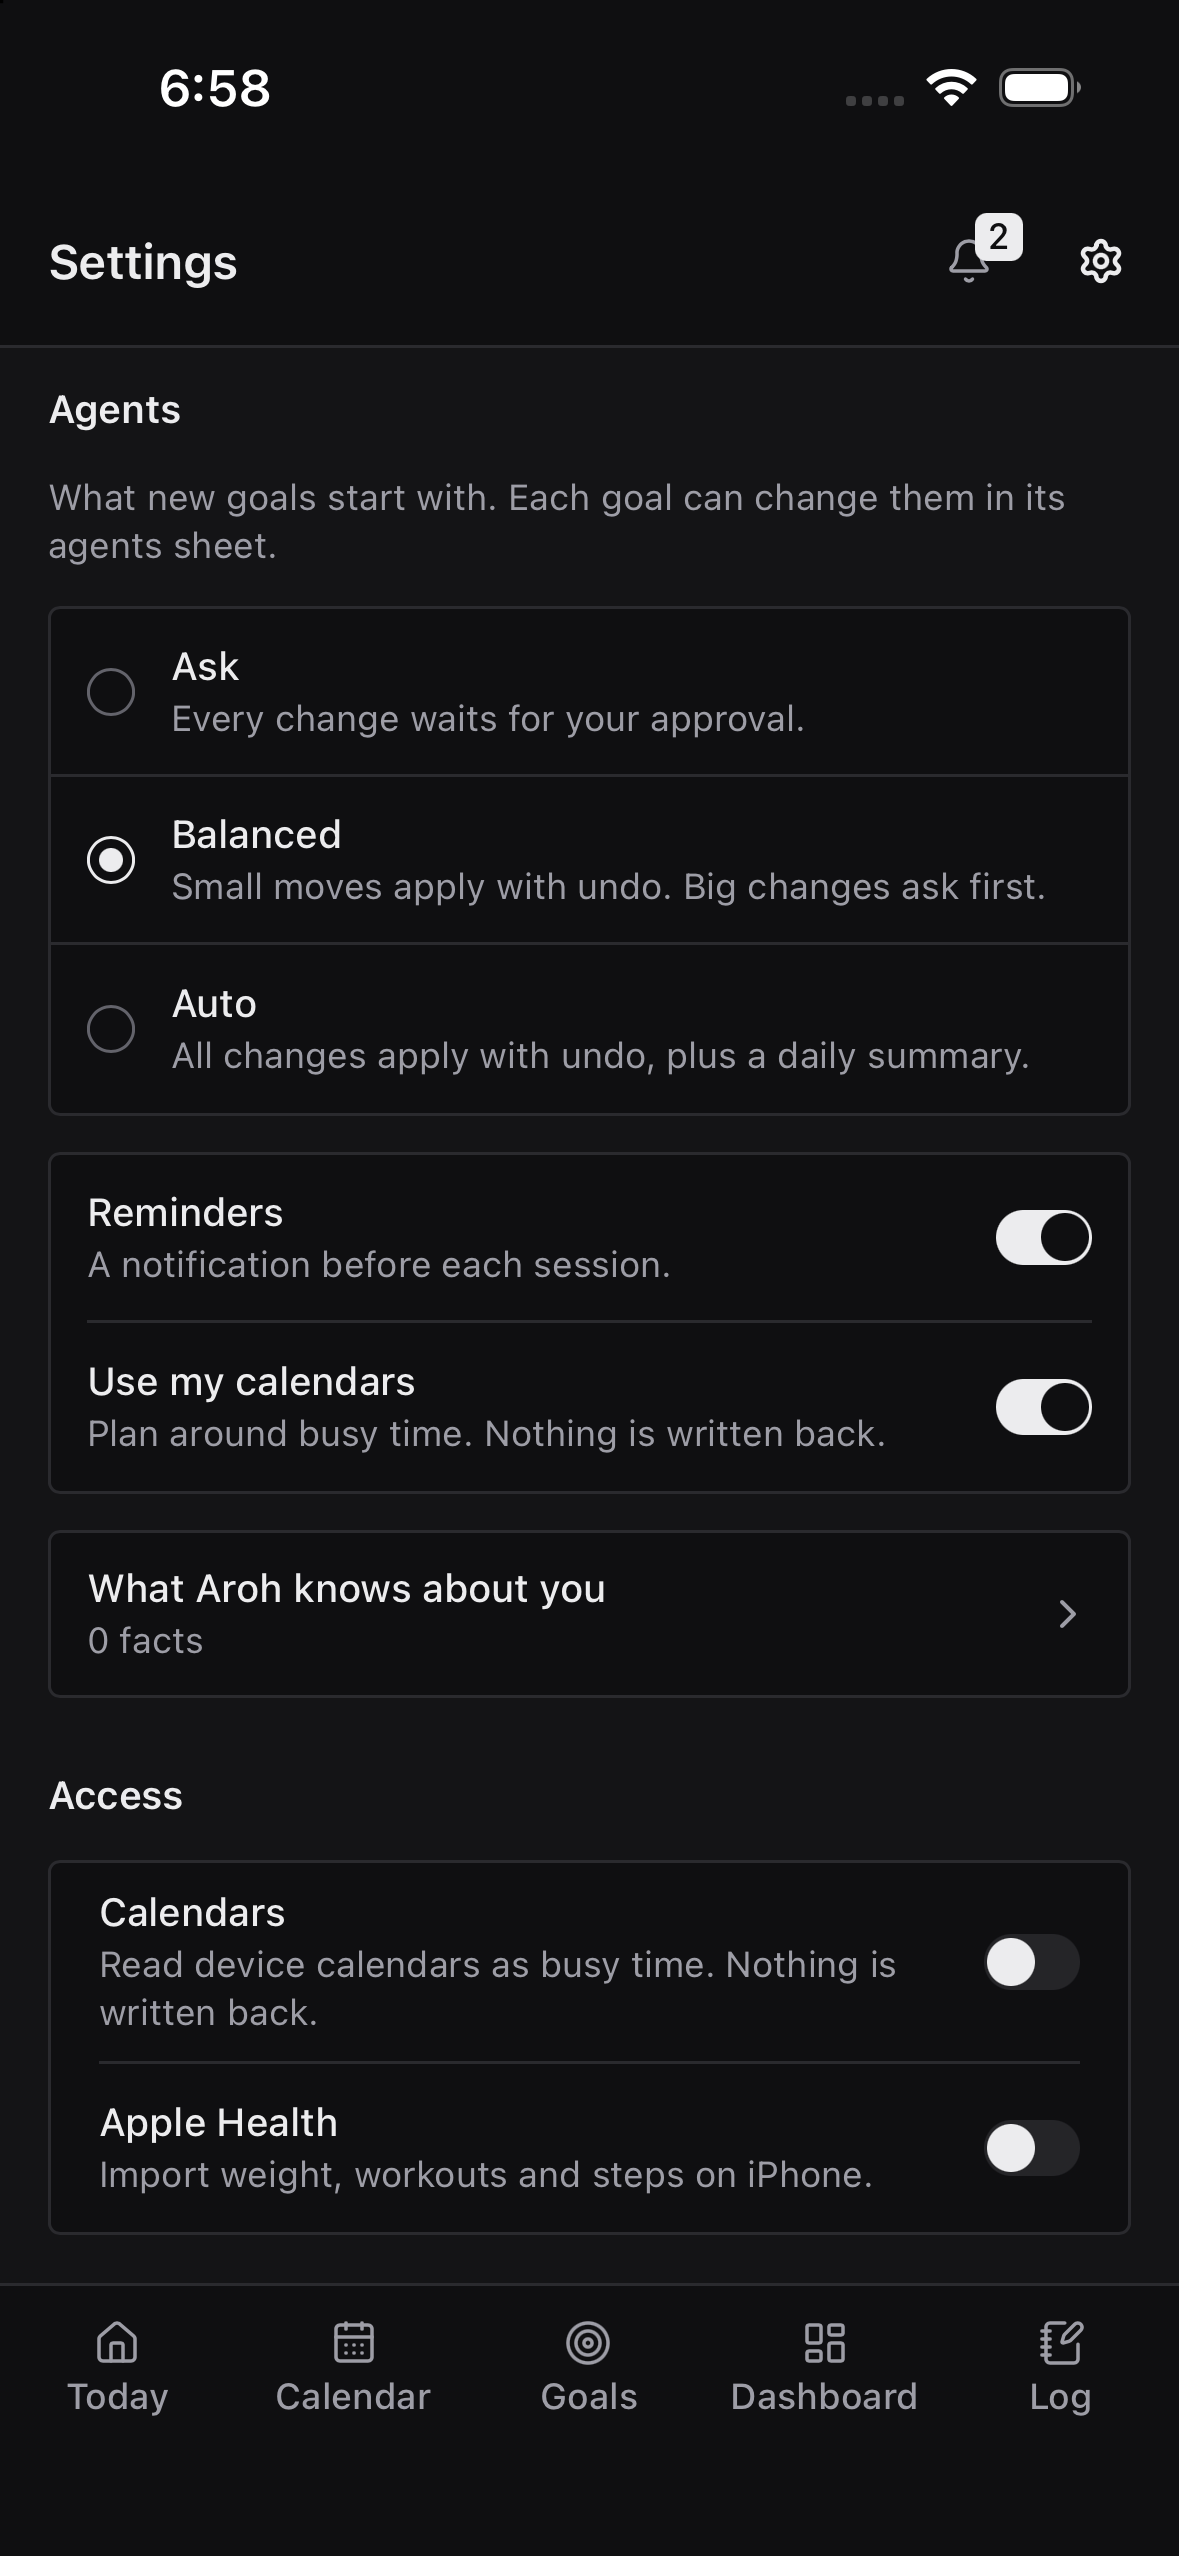 6:58
Settings
2
Agents
What new goals start with. Each goal can change them in its
agents sheet.
Ask
Every change waits for your approval.
Balanced
Small moves apply with undo. Big changes ask first.
Auto
All changes apply with undo, plus a daily summary.
Reminders
A notification before each session.
Use my calendars
Plan around busy time. Nothing is written back.
What Aroh knows about you
0 facts
Access
Calendars
Read device calendars as busy time. Nothing is
written back.
Apple Health
Import weight, workouts and steps on iPhone.
Today
Calendar
Goals
Dashboard
Log